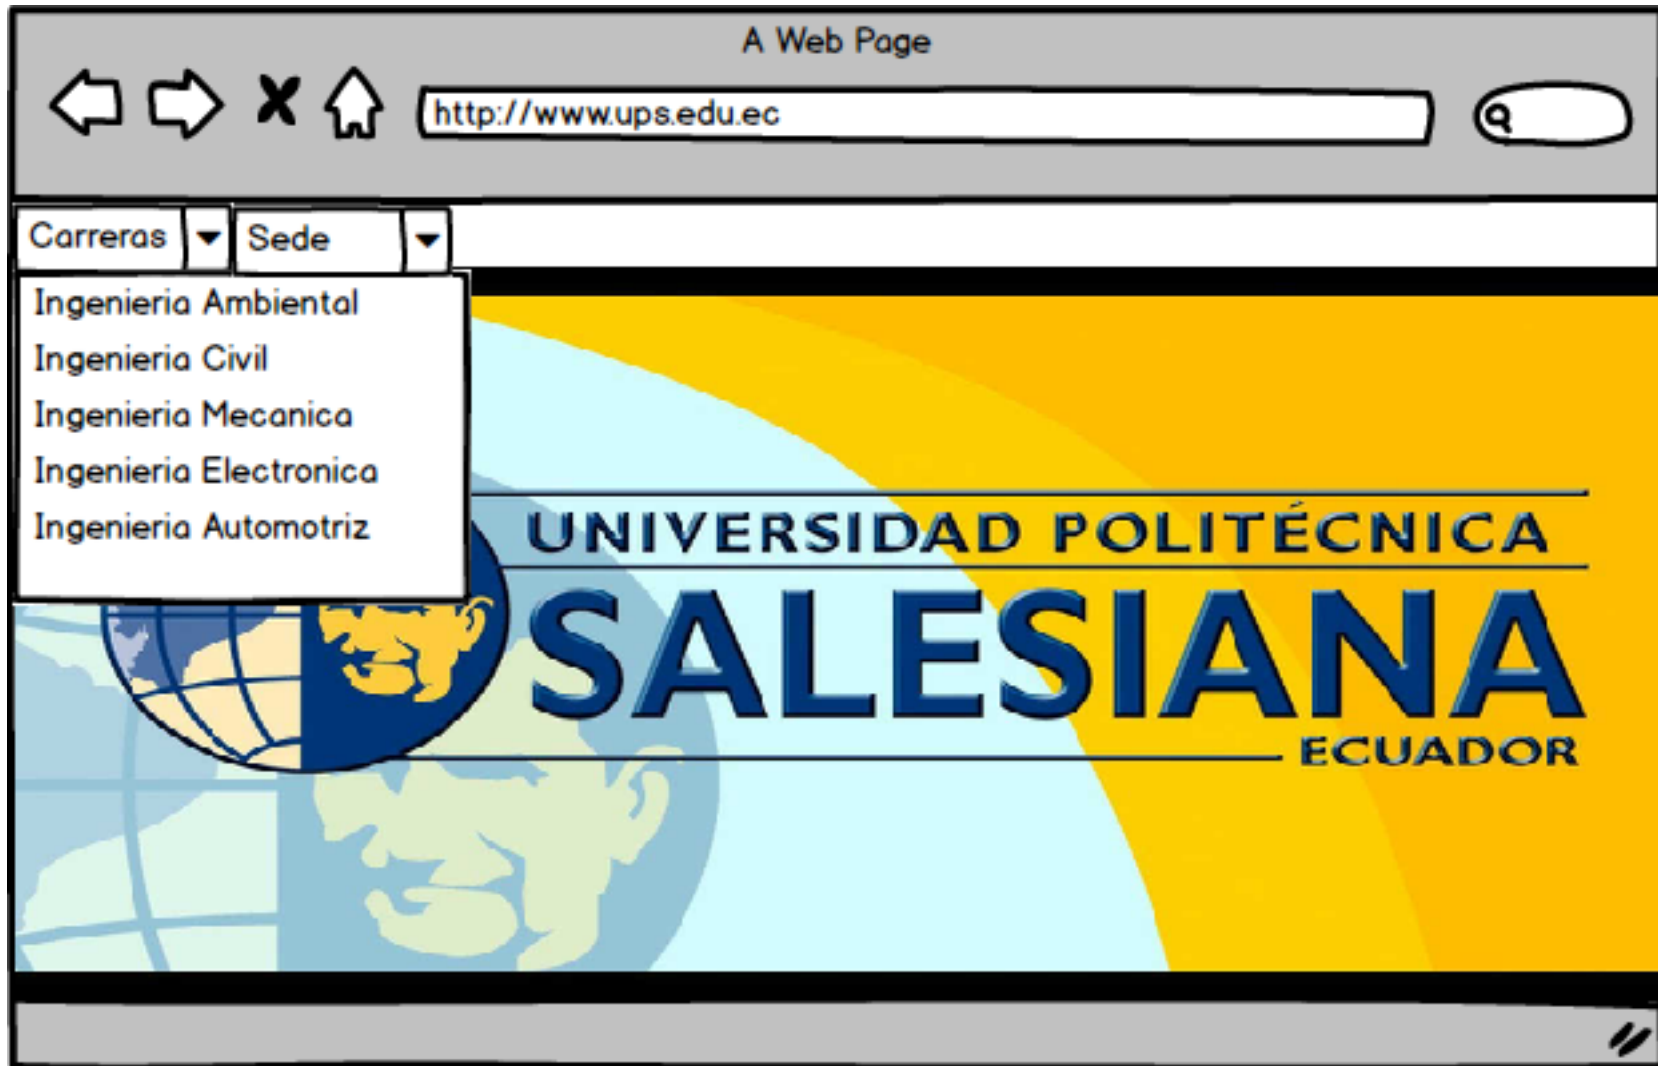 A Web Page
http://www.ups.edu.ec
Carreras Sede
Ingenieria Ambiental
Ingenieria Civil
Ingenieria Mecanica
Ingenieria Electronica
Ingenieria Automotriz
UNIVERSIDAD POLITÉCNICA
SALESIANA
ECUADOR